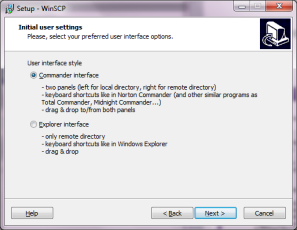 Setup - WinSCP
Initial user settings
Please, select your preferred user interface options.
User interface style
Commander interface
- two panels (left for local directory, right for remote directory)
- keyboard shortcuts like in Norton Commander (and other similar programs as
Total Commander, Midnight Commander...)
- drag & drop to/from both panels
Explorer interface
- only remote directory
- keyboard shortcuts like in Windows Explorer
- drag & drop
Help
< Back
Next >
Cancel